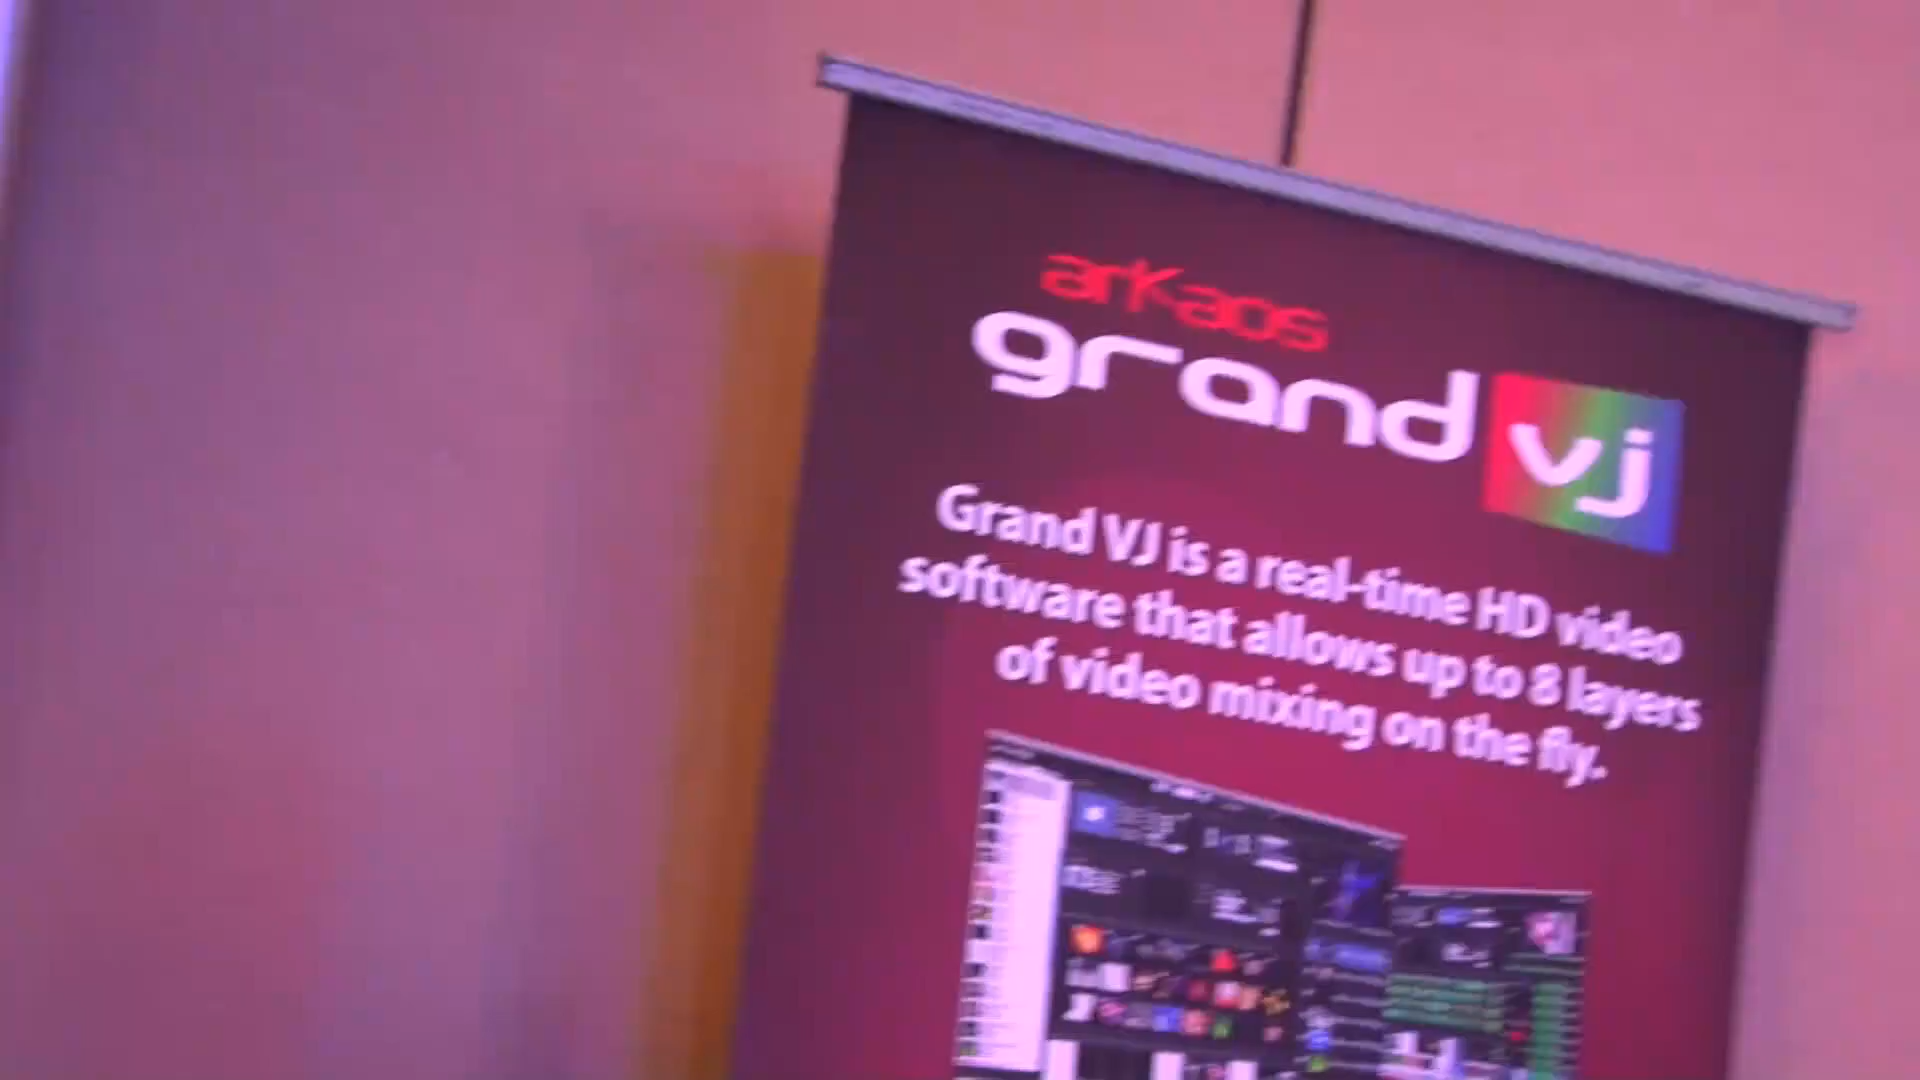 arkaos
grand vj
Grand VJ is a real-time HD video
software that allows up to 8 layers
of video mixing on the fly.